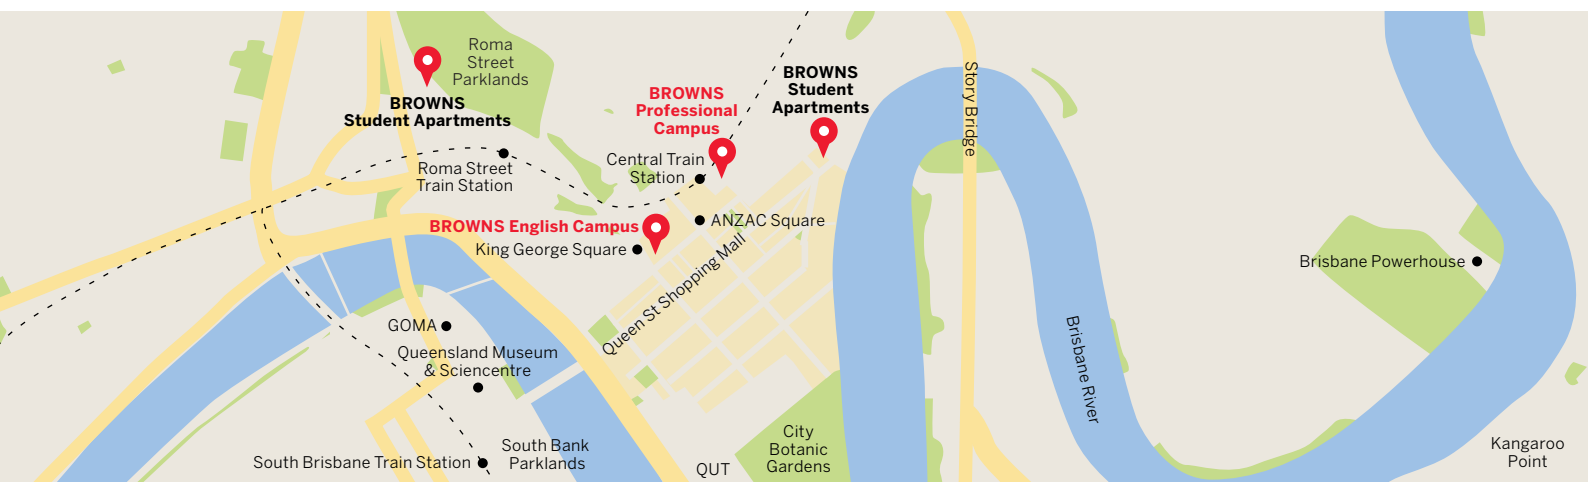 Roma
Street
Parklands
BROWNS
Student Apartments
BROWNS
Professional
Campus
BROWNS
Student
Apartments
Story Bridge
Roma Street
Train Station
Central Train
Station
BROWNS English Campus
ANZAC Square
King George Square
Queen St Shopping Mall
Brisbane Powerhouse
GOMA
Queensland Museum
& Sciencentre
Brisbane River
South Brisbane Train Station
South Bank
Parklands
QUT
City
Botanic
Gardens
Kangaroo
Point